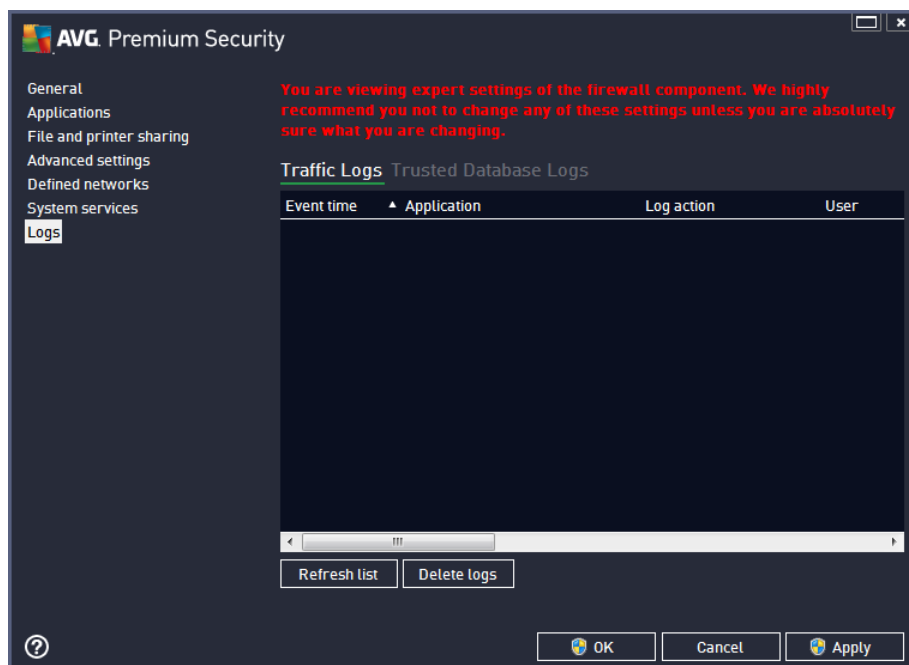 AVG. Premium Security
General
Applications
File and printer sharing
Advanced settings
Defined networks
System services
Logs
You are viewing expert settings of the firewall component. We highly
recommend you not to change any of these settings unless you are absolutely
sure what you are changing.
Traffic Logs Trusted Database Logs
Event time Application Log action User
Refresh list Delete logs
OK Cancel Apply